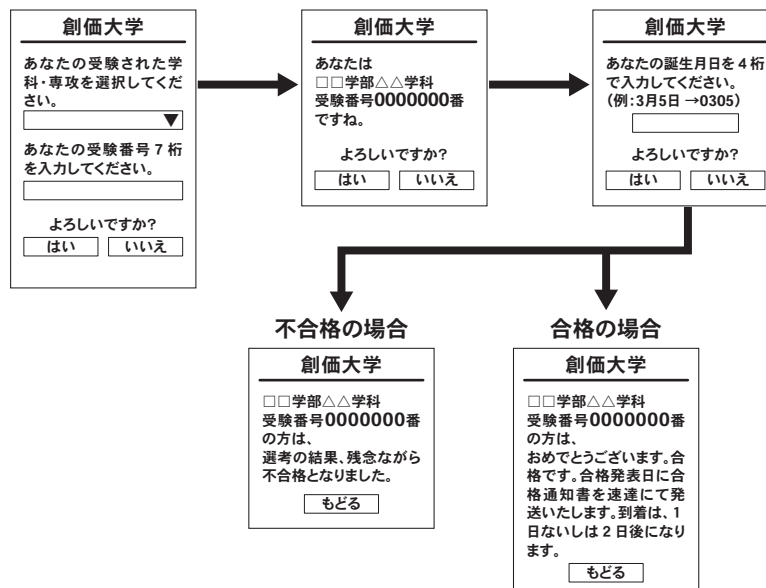 創価大学
あなたの受験された学
科・専攻を選択してくだ
さい。
▼
あなたの受験番号7桁
を入力してください。
よろしいですか?
はい いいえ
創価大学
あなたは
□□学部△△学科
受験番号0000000番
ですね。
よろしいですか?
はい いいえ
創価大学
あなたの誕生月日を4桁
で入力してください。
(例:3月5日→0305)
よろしいですか?
はい いいえ
不合格の場合
創価大学
□□学部△△学科
受験番号0000000番
の方は、
選考の結果、残念ながら
不合格となりました。
もどる
合格の場合
創価大学
□□学部△△学科
受験番号0000000番
の方は、
おめでとうございます。合
格です。合格発表日に合
格通知書を速達にて発
送いたします。到着は、1
日ないしは2日後になり
ます。
もどる